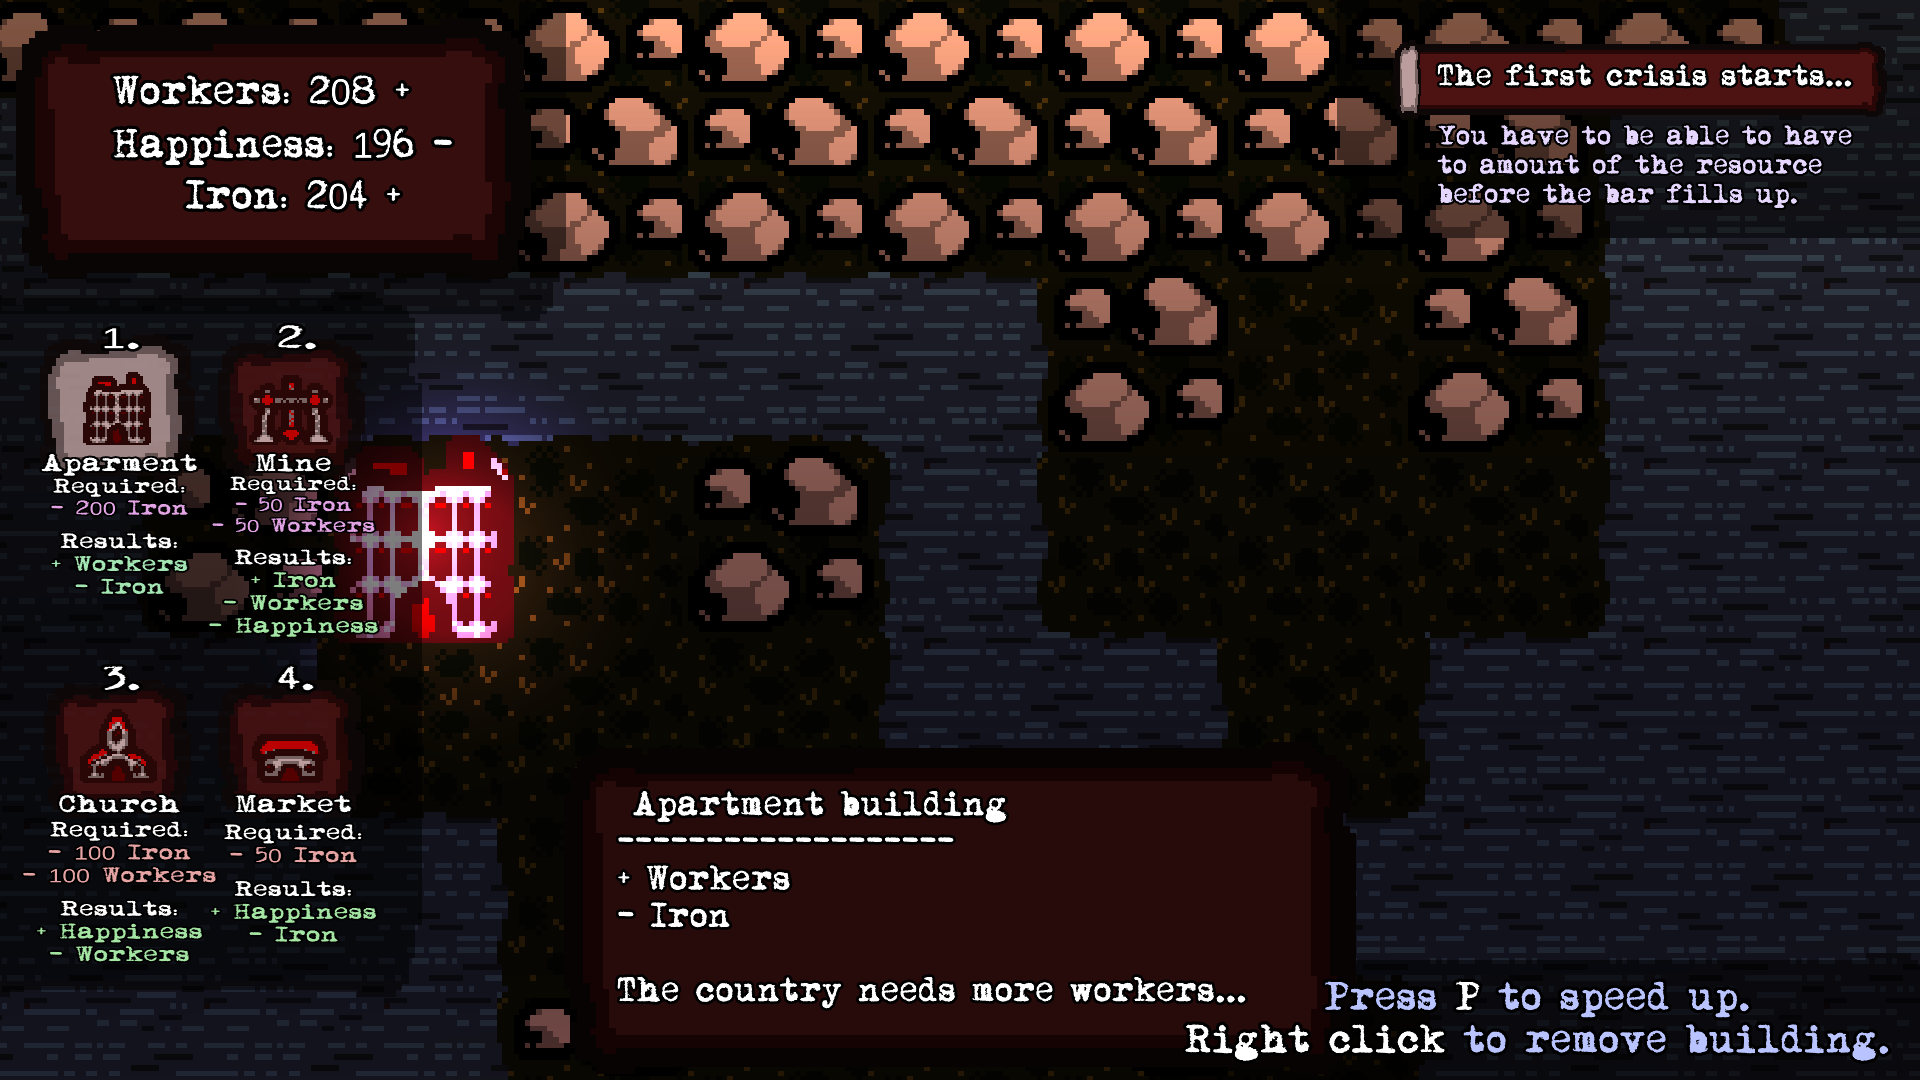 Workers: 208 +
Happiness: 196 -
Iron: 204 +
The first crisis starts...
You have to be able to have
to amount of the resource
before the bar fills up.
1.
Aparment
Required:
- 200 Iron
Results:
+ Workers
- Iron
2.
Mine
Required:
- 50 Iron
- 50 Workers
Results:
+ Iron
- Workers
- Happiness
3.
Church
Required:
- 100 Iron
- 100 Workers
Results:
+ Happiness
- Workers
4.
Market
Required:
- 50 Iron
Results:
+ Happiness
- Iron
Apartment building
-------------------
+ Workers
- Iron
The country needs more workers...
Press P to speed up.
Right click to remove building.